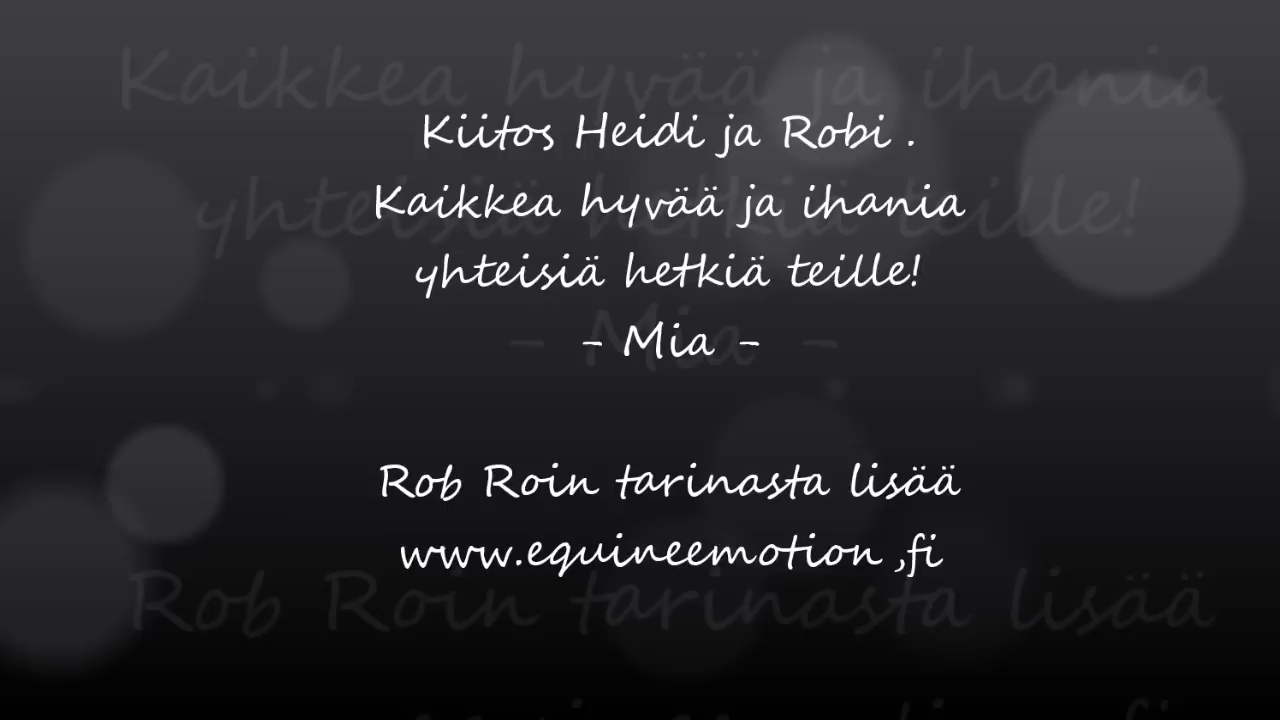 Kiitos Heidi ja Robi .
Kaikkea hyvää ja ihania
yhteisiä hetkiä teille!
- Mia -
Rob Roin tarinasta lisää
www.equineemotion ,fi